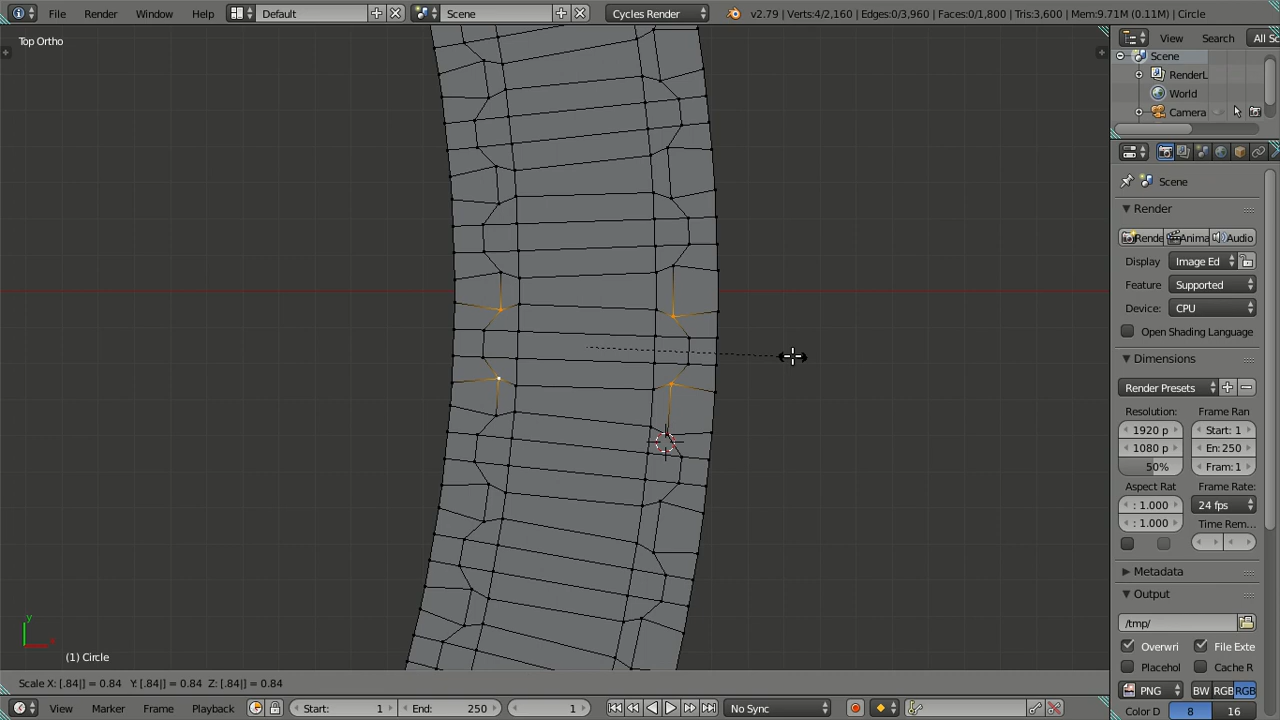 File Render Window Help Default Scene Cycles Render v2.79 | Verts:4/2,160 | Edges:0/3,960 | Faces:0/1,800 | Tris:3,600 | Mem:9.71M (0.11M) | Circle
Top Ortho
View Search All Sc
Scene
RenderL
World
Camera
Scene
Render
Rende Anima Audio
Display Image Ed
Feature Supported
Device: CPU
Open Shading Language
Dimensions
Render Presets
Resolution: Frame Ran
1920 p Start: 1
1080 p En: 250
50% Fram: 1
Aspect Rat Frame Rate:
: 1.000 24 fps
: 1.000 Time Rem...
Metadata
Output
/tmp/
Overwri File Exte
Placehol Cache R
PNG BW RGB RGB
Color D 8 16
y
x
(1) Circle
Scale X: [.84|] = 0.84 Y: [.84|] = 0.84 Z: [.84|] = 0.84
View Marker Frame Playback Start: 1 End: 250 1 No Sync